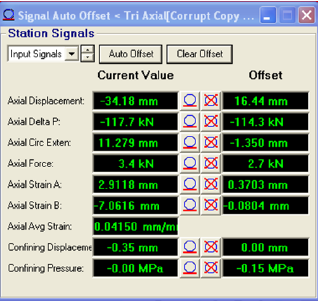 Signal Auto Offset < Tri Axial[Corrupt Copy ...
Station Signals
Input Signals Auto Offset Clear Offset
Current Value Offset
Axial Displacement: -34.18 mm 16.44 mm
Axial Delta P: -117.7 kN -114.3 kN
Axial Circ Exten: 11.279 mm -1.350 mm
Axial Force: 3.4 kN 2.7 kN
Axial Strain A: 2.9118 mm 0.3703 mm
Axial Strain B: -7.0616 mm -0.0804 mm
Axial Avg Strain: 0.04150 mm/m
Confining Displaceme -0.35 mm 0.00 mm
Confining Pressure: -0.00 MPa -0.15 MPa